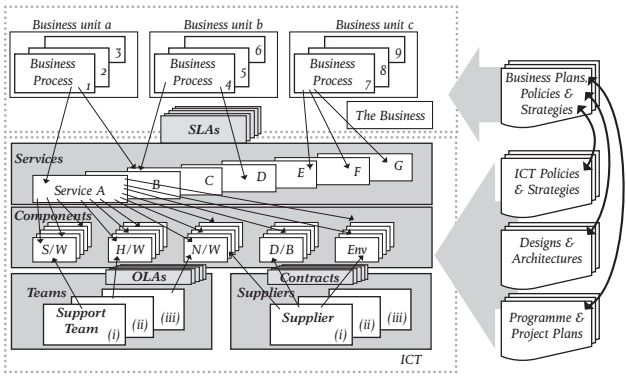 Business unit a
Business unit b
Business unit c
3
2
Business
Process
1
6
5
Business
Process
4
9
8
Business
Process
7
The Business
SLAs
Services
Service A
B
C
D
E
F
G
Components
S/W
H/W
N/W
D/B
Env
OLAs
Contracts
Teams
Support
Team
(i)
(ii)
(iii)
Suppliers
Supplier
(i)
(ii)
(iii)
ICT
Business Plans,
Policies &
Strategies
ICT Policies
& Strategies
Designs &
Architectures
Programme &
Project Plans